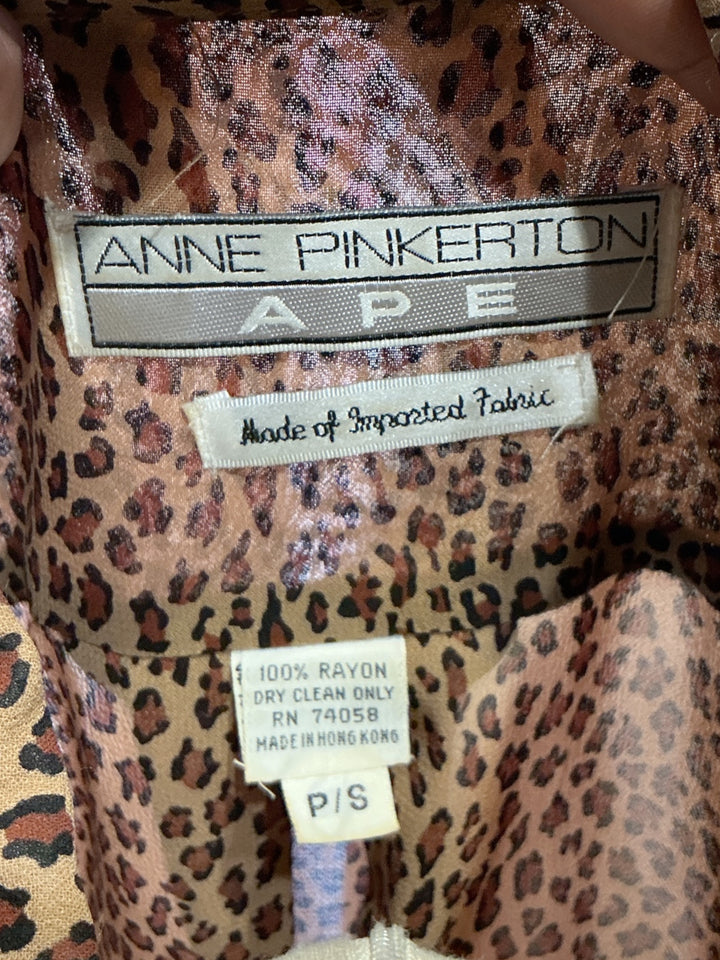 ANNE PINKERTON
APE
Made of Imported Fabric
100% RAYON
DRY CLEAN ONLY
RN 74058
MADE IN HONG KONG
P/S